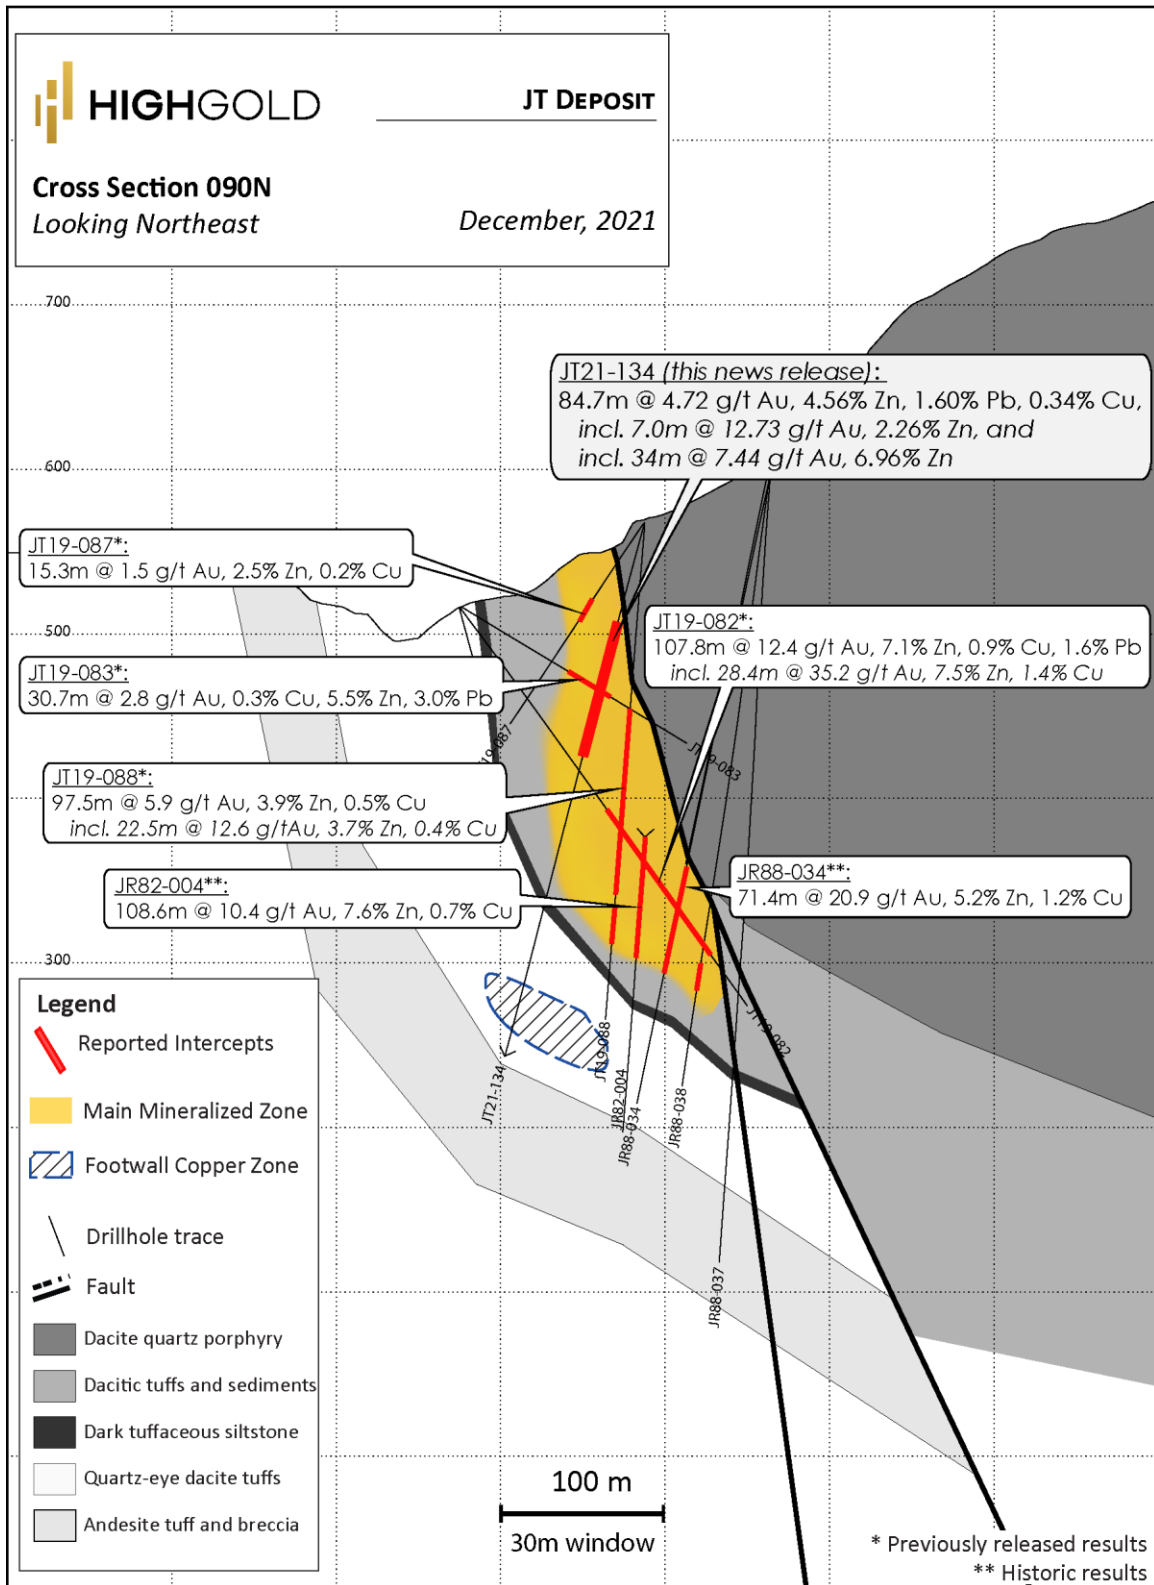 HIGHGOLD
JT DEPOSIT
Cross Section 090N
Looking Northeast
December, 2021
700
600
500
300
JT21-134 (this news release):
84.7m @ 4.72 g/t Au, 4.56% Zn, 1.60% Pb, 0.34% Cu,
incl. 7.0m @ 12.73 g/t Au, 2.26% Zn, and
incl. 34m @ 7.44 g/t Au, 6.96% Zn
JT19-087*:
15.3m @ 1.5 g/t Au, 2.5% Zn, 0.2% Cu
JT19-082*:
107.8m @ 12.4 g/t Au, 7.1% Zn, 0.9% Cu, 1.6% Pb
incl. 28.4m @ 35.2 g/t Au, 7.5% Zn, 1.4% Cu
JT19-083*:
30.7m @ 2.8 g/t Au, 0.3% Cu, 5.5% Zn, 3.0% Pb
JT19-088*:
97.5m @ 5.9 g/t Au, 3.9% Zn, 0.5% Cu
incl. 22.5m @ 12.6 g/tAu, 3.7% Zn, 0.4% Cu
JR82-004**:
108.6m @ 10.4 g/t Au, 7.6% Zn, 0.7% Cu
JR88-034**:
71.4m @ 20.9 g/t Au, 5.2% Zn, 1.2% Cu
19-087
JT19-083
JT19-082
JT21-134
JT19-088
JR82-004
JR88-034
JR88-038
JR88-037
Legend
Reported Intercepts
Main Mineralized Zone
Footwall Copper Zone
Drillhole trace
Fault
Dacite quartz porphyry
Dacitic tuffs and sediments
Dark tuffaceous siltstone
Quartz-eye dacite tuffs
Andesite tuff and breccia
100 m
30m window
* Previously released results
** Historic results